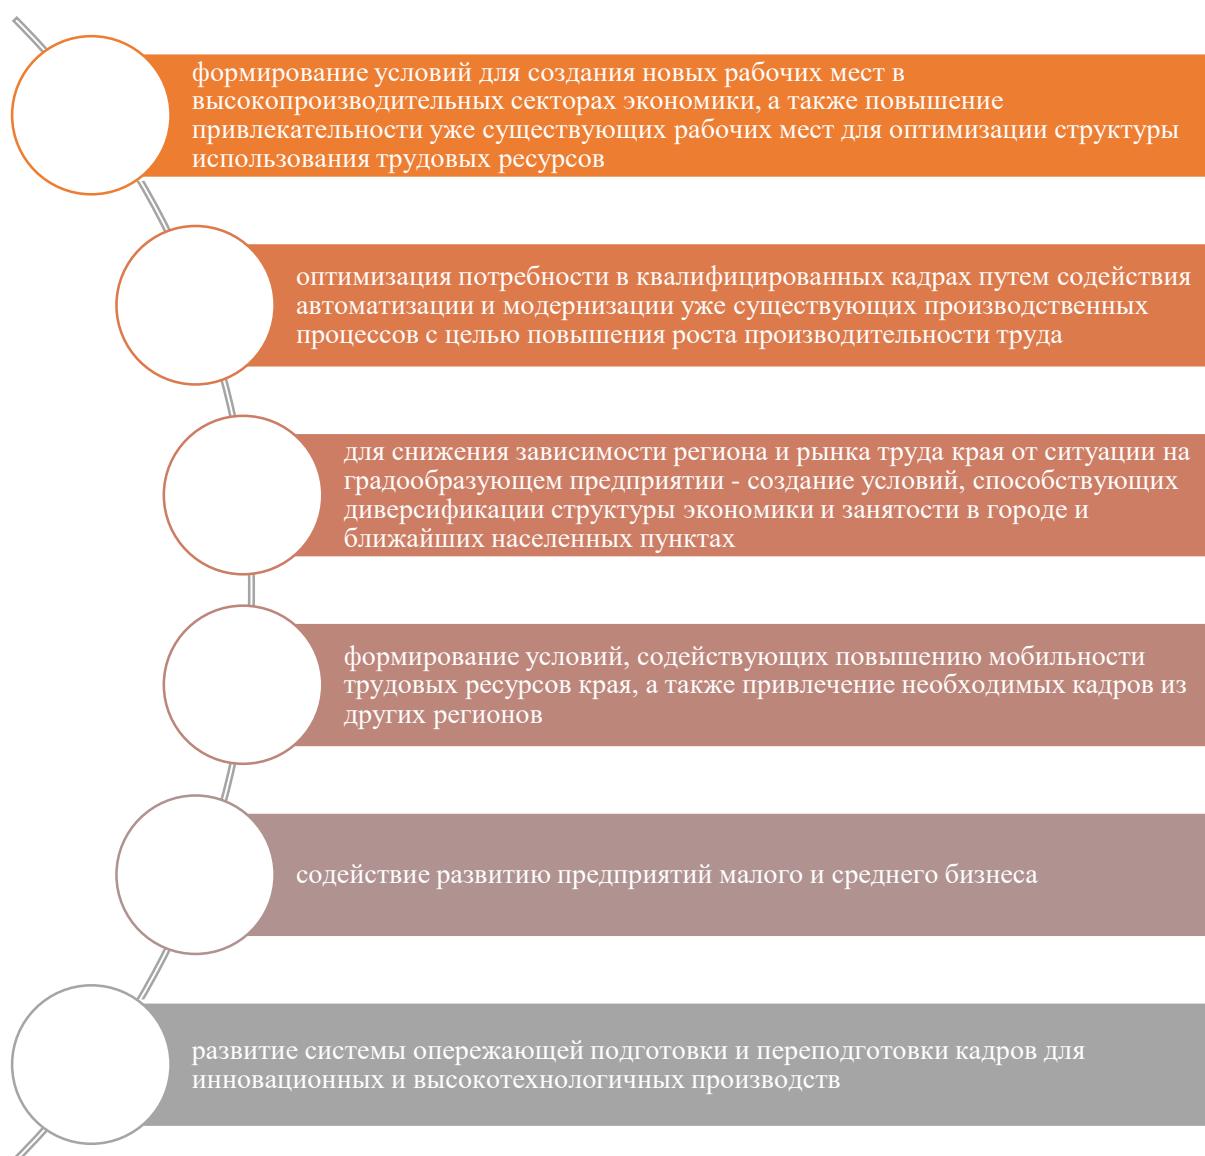 формирование условий для создания новых рабочих мест в
высокопроизводительных секторах экономики, а также повышение
привлекательности уже существующих рабочих мест для оптимизации структуры
использования трудовых ресурсов
оптимизация потребности в квалифицированных кадрах путем содействия
автоматизации и модернизации уже существующих производственных
процессов с целью повышения роста производительности труда
для снижения зависимости региона и рынка труда края от ситуации на
градообразующем предприятии - создание условий, способствующих
диверсификации структуры экономики и занятости в городе и
ближайших населенных пунктах
формирование условий, содействующих повышению мобильности
трудовых ресурсов края, а также привлечение необходимых кадров из
других регионов
содействие развитию предприятий малого и среднего бизнеса
развитие системы опережающей подготовки и переподготовки кадров для
инновационных и высокотехнологичных производств